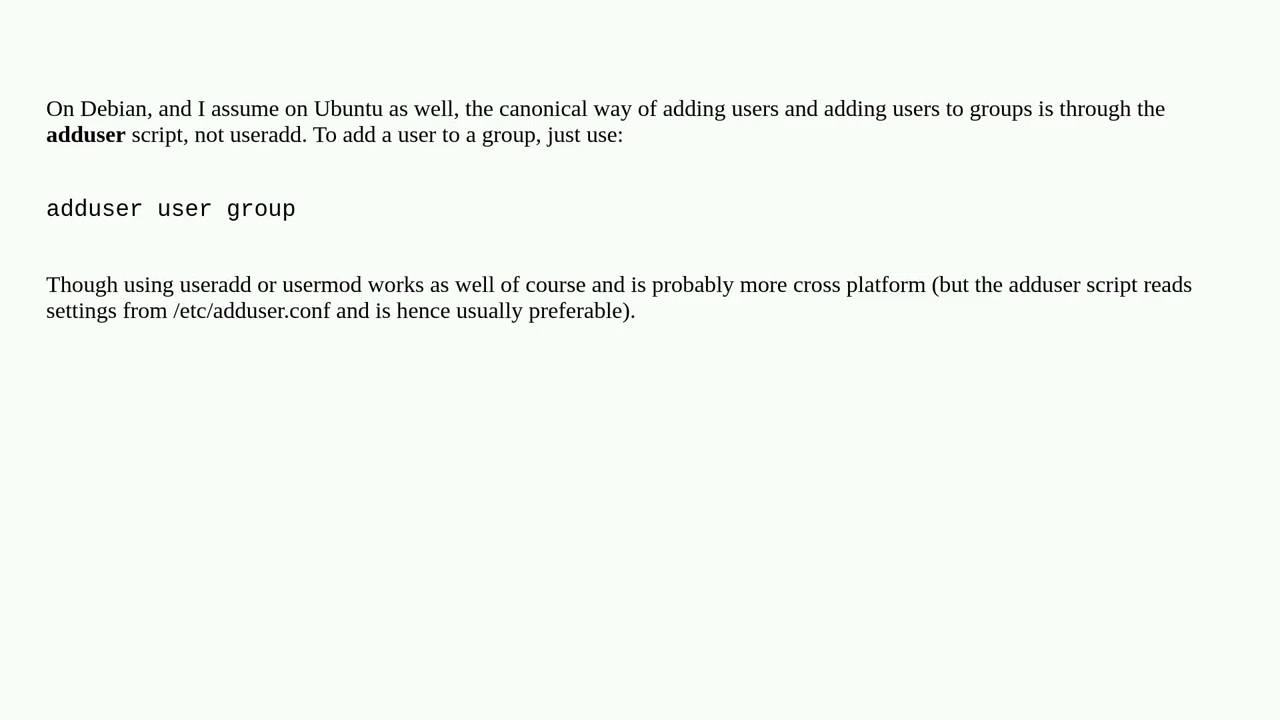 On Debian, and I assume on Ubuntu as well, the canonical way of adding users and adding users to groups is through the
adduser script, not useradd. To add a user to a group, just use:
adduser user group
Though using useradd or usermod works as well of course and is probably more cross platform (but the adduser script reads
settings from /etc/adduser.conf and is hence usually preferable).